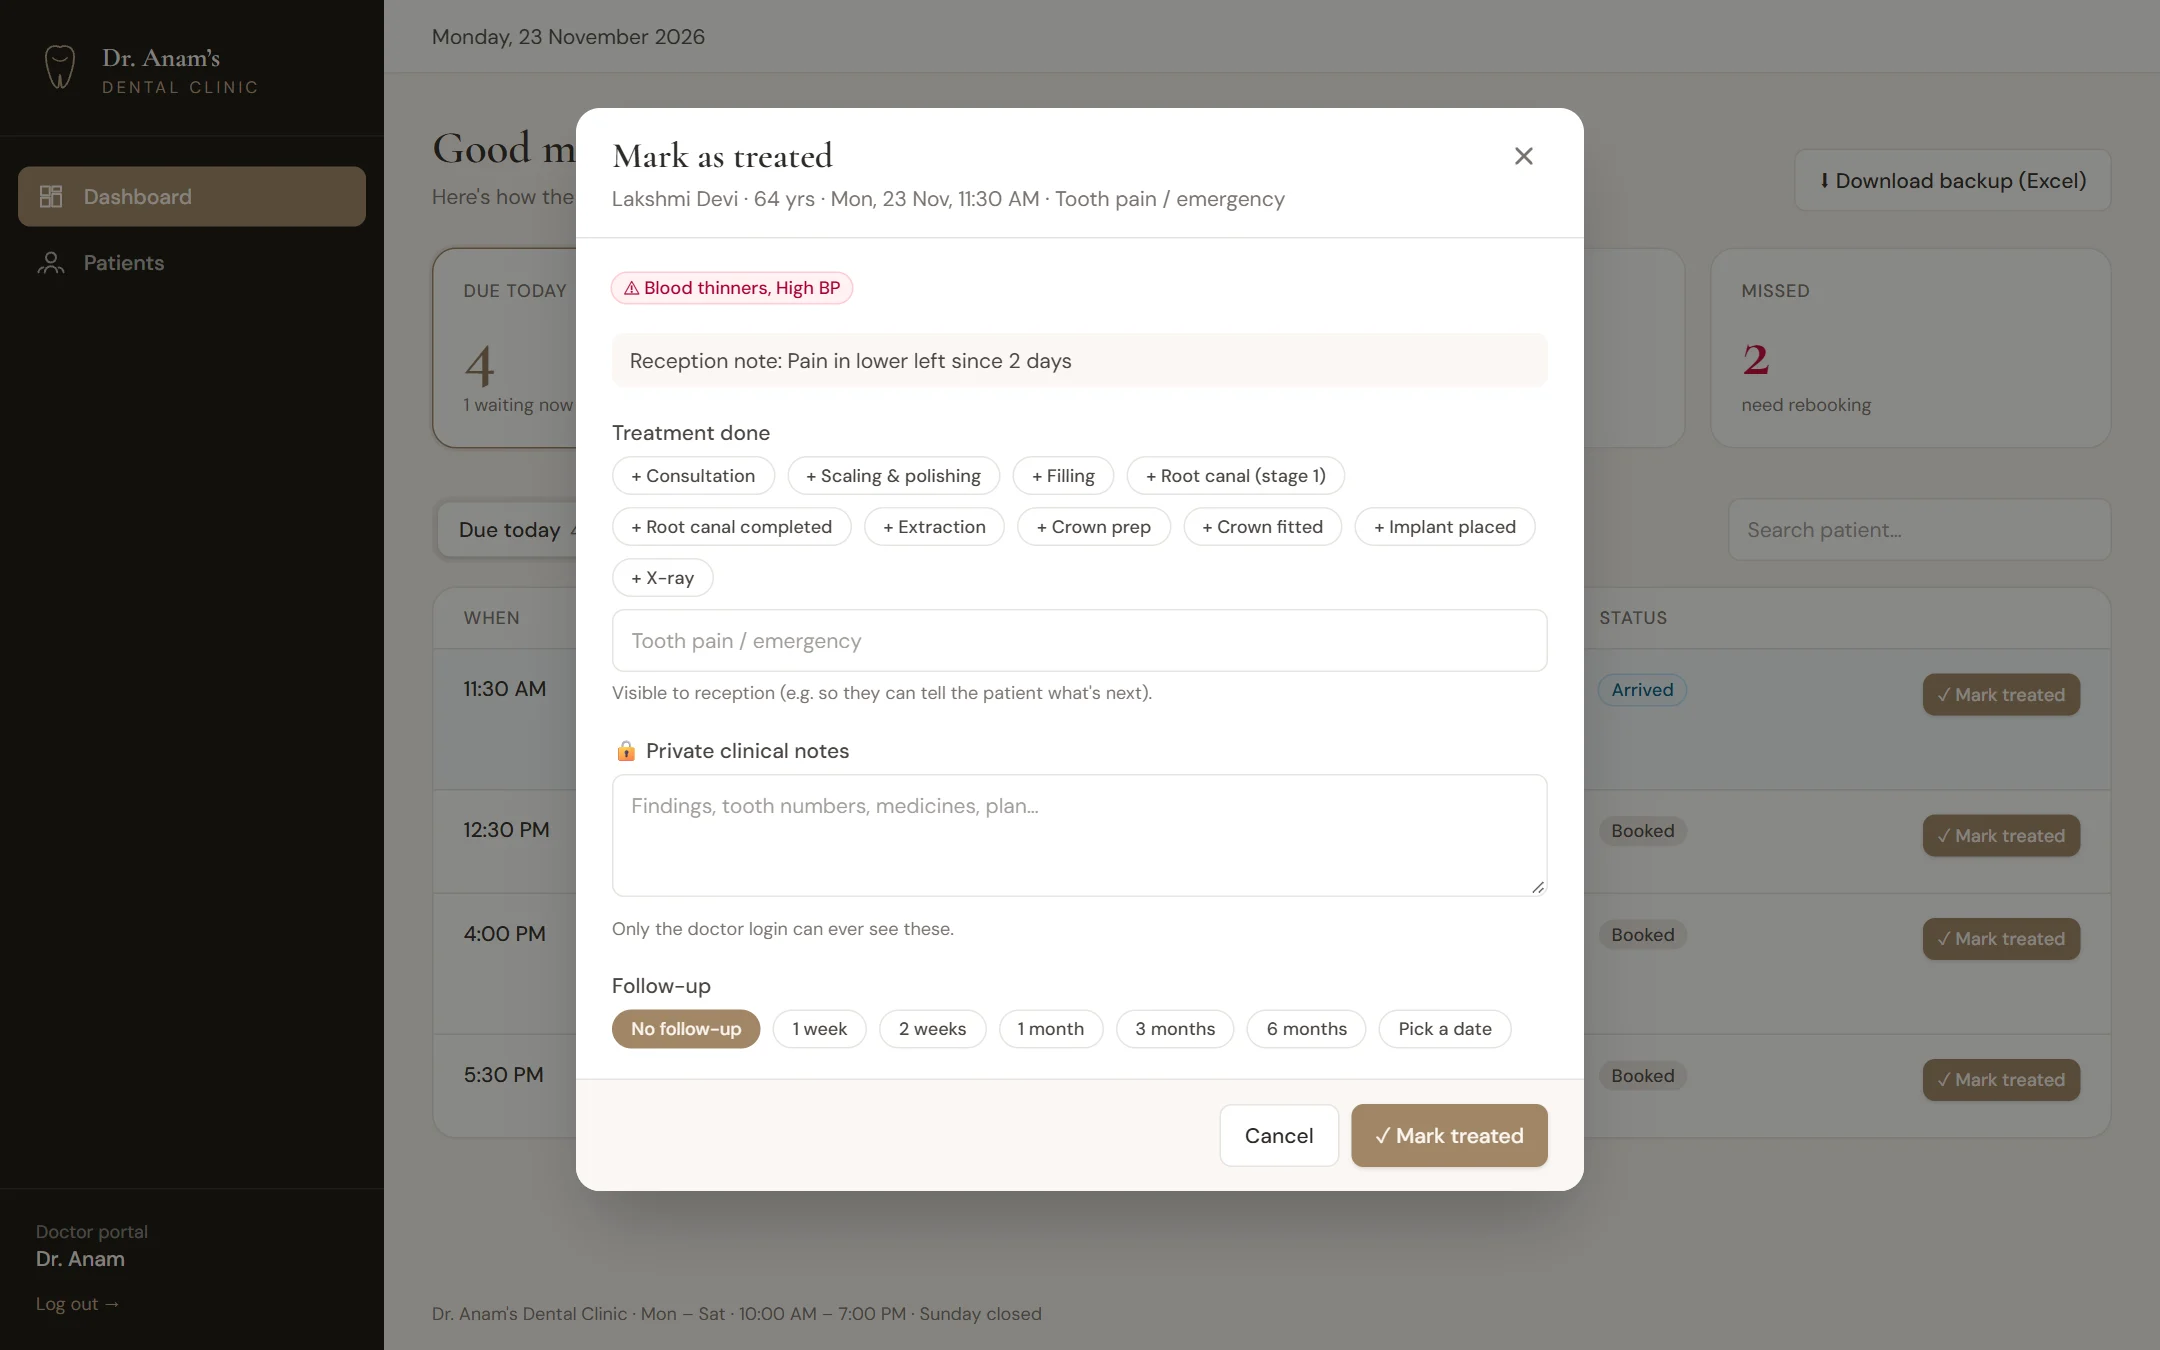 Dr. Anam's
DENTAL CLINIC
Dashboard
Patients
Doctor portal
Dr. Anam
Log out →
Monday, 23 November 2026
Good m
Here's how the
⬇ Download backup (Excel)
DUE TODAY
4
1 waiting now
MISSED
2
need rebooking
Due today
Search patient...
WHEN
STATUS
11:30 AM
Arrived
✓ Mark treated
12:30 PM
Booked
✓ Mark treated
4:00 PM
Booked
✓ Mark treated
5:30 PM
Booked
✓ Mark treated
Mark as treated
Lakshmi Devi · 64 yrs · Mon, 23 Nov, 11:30 AM · Tooth pain / emergency
⚠ Blood thinners, High BP
Reception note: Pain in lower left since 2 days
Treatment done
+ Consultation
+ Scaling & polishing
+ Filling
+ Root canal (stage 1)
+ Root canal completed
+ Extraction
+ Crown prep
+ Crown fitted
+ Implant placed
+ X-ray
Tooth pain / emergency
Visible to reception (e.g. so they can tell the patient what's next).
🔒 Private clinical notes
Findings, tooth numbers, medicines, plan...
Only the doctor login can ever see these.
Follow-up
No follow-up
1 week
2 weeks
1 month
3 months
6 months
Pick a date
Cancel
✓ Mark treated
Dr. Anam's Dental Clinic · Mon – Sat · 10:00 AM – 7:00 PM · Sunday closed